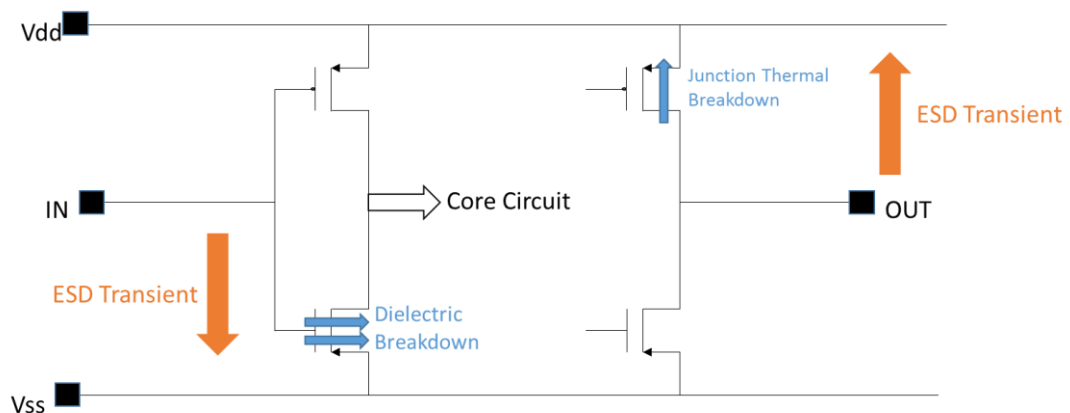 Vdd
Junction Thermal
Breakdown
ESD Transient
IN
Core Circuit
OUT
ESD Transient
Dielectric
Breakdown
Vss